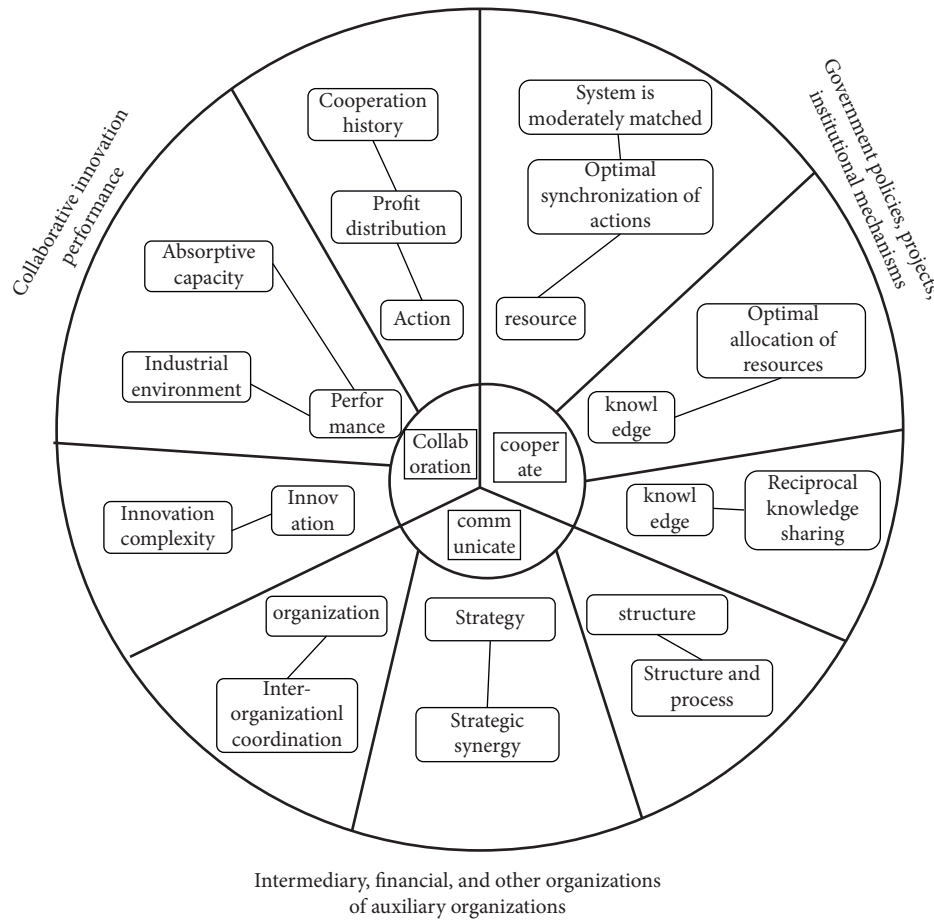 Collaborative innovation
performance
Government policies, projects,
institutional mechanisms
Cooperation
history
Profit
distribution
Action
System is
moderately matched
Optimal
synchronization of
actions
resource
Absorptive
capacity
Industrial
environment
Perfor
mance
Optimal
allocation of
resources
knowl
edge
Collab
oration
cooper
ate
comm
unicate
Innovation
complexity
Innov
ation
knowl
edge
Reciprocal
knowledge
sharing
organization
Inter-
organizationl
coordination
Strategy
Strategic
synergy
structure
Structure and
process
Intermediary, financial, and other organizations
of auxiliary organizations